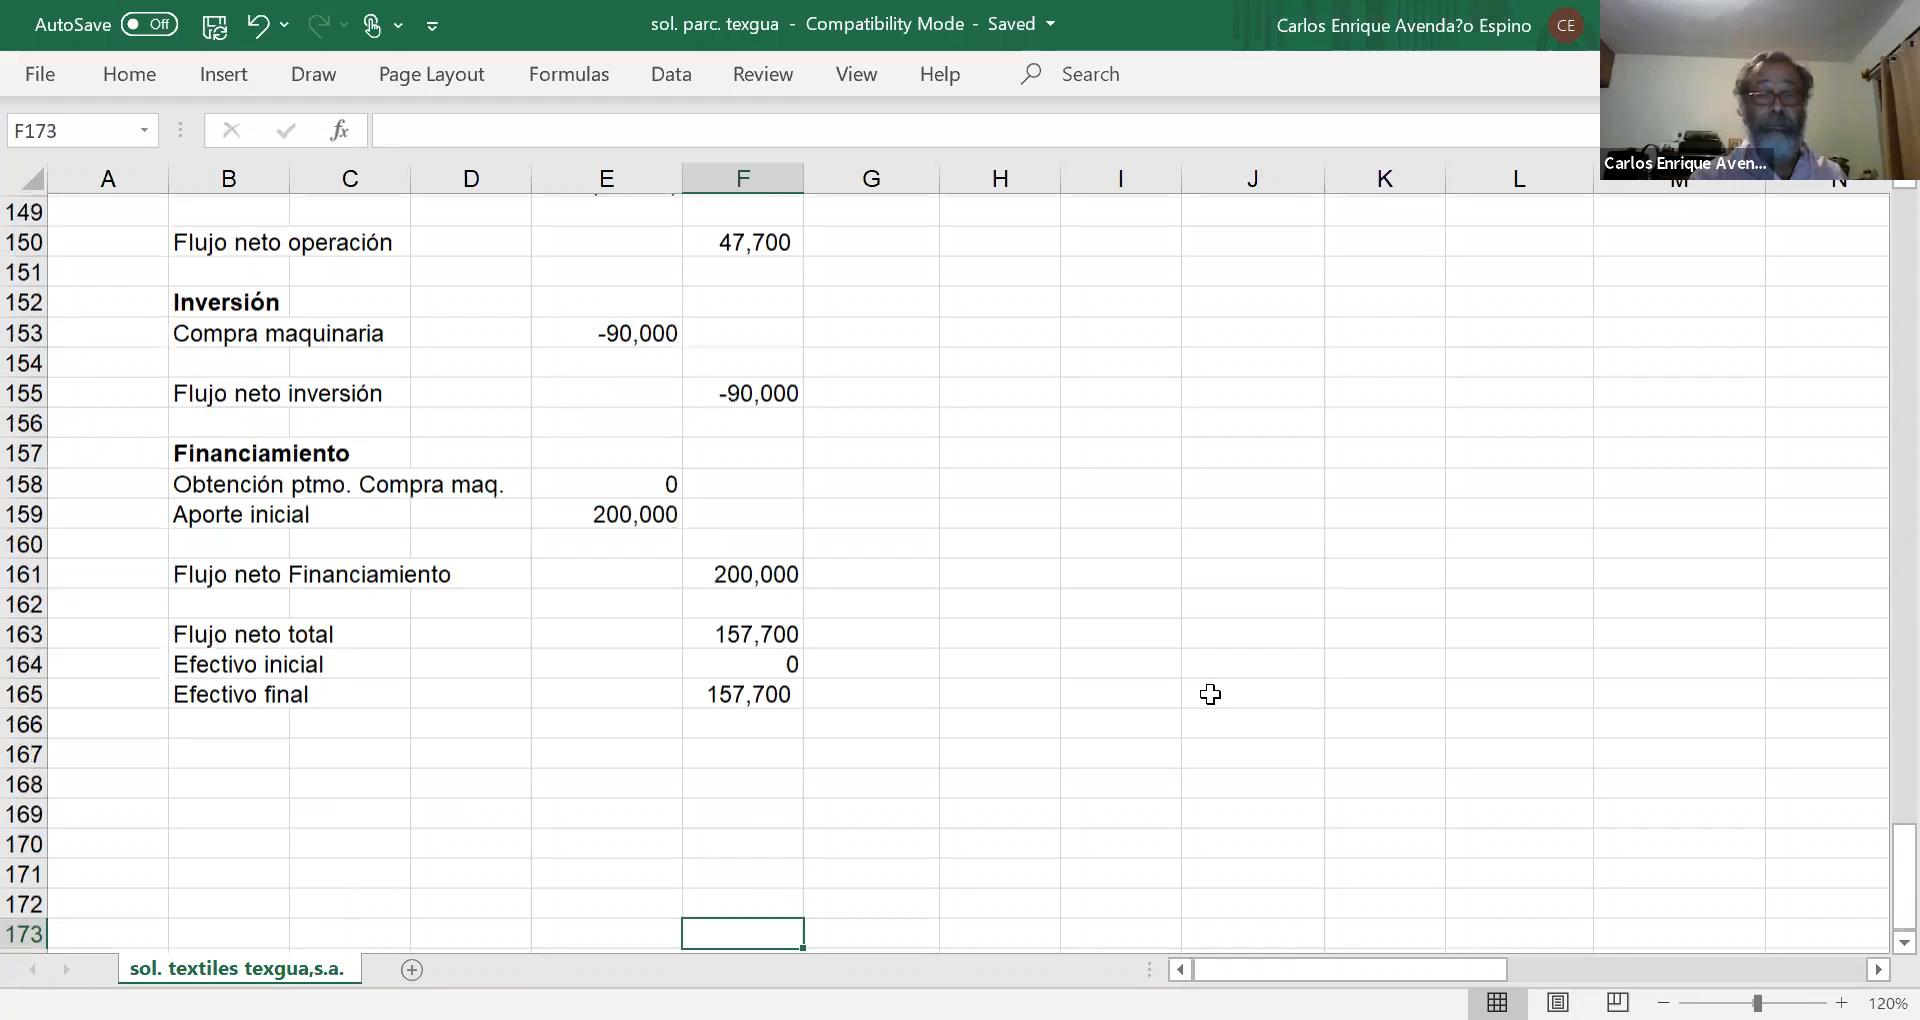 AutoSave Off sol. parc. texgua - Compatibility Mode - Saved Carlos Enrique Avenda?o Espino CE
File Home Insert Draw Page Layout Formulas Data Review View Help Search
F173 fx
Carlos Enrique Aven...
A B C D E F G H I J K L M N
149
150 Flujo neto operación 47,700
151
152 Inversión
153 Compra maquinaria -90,000
154
155 Flujo neto inversión -90,000
156
157 Financiamiento
158 Obtención ptmo. Compra maq. 0
159 Aporte inicial 200,000
160
161 Flujo neto Financiamiento 200,000
162
163 Flujo neto total 157,700
164 Efectivo inicial 0
165 Efectivo final 157,700
166
167
168
169
170
171
172
173
sol. textiles texgua,s.a.
120%